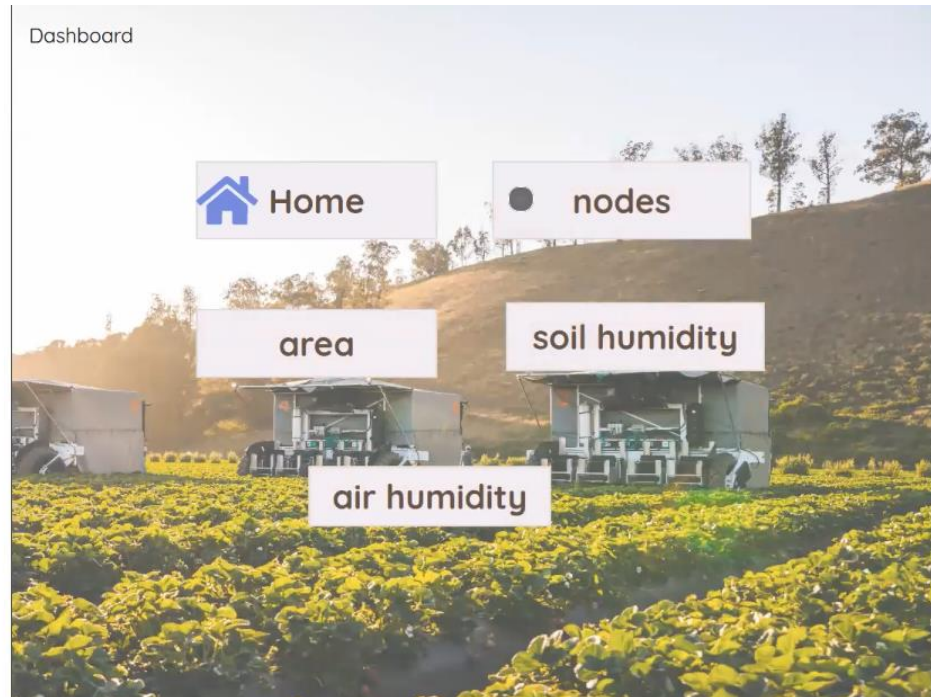 Dashboard
Home
nodes
area
soil humidity
air humidity